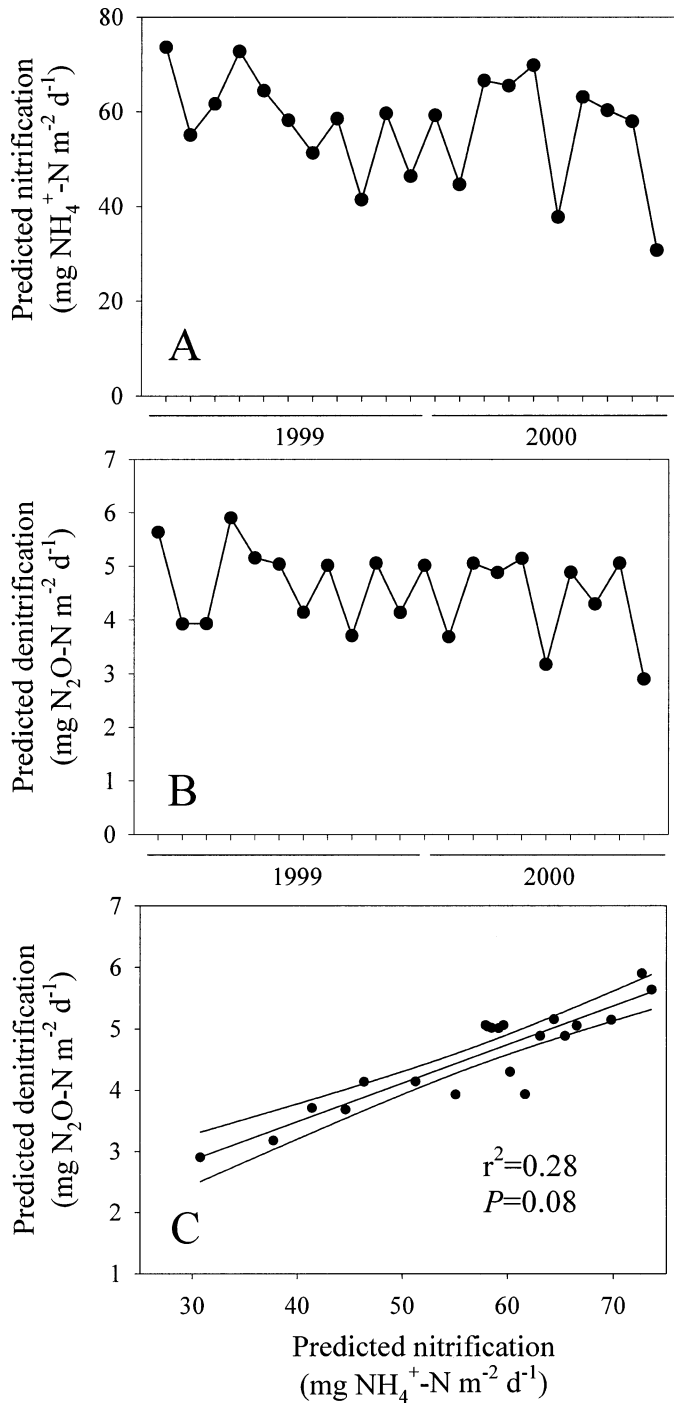 80
60
40
20
0
Predicted nitrification
(mg NH₄⁺-N m⁻² d⁻¹)
A
1999
2000
7
6
5
4
3
2
1
0
Predicted denitrification
(mg N₂O-N m⁻² d⁻¹)
B
1999
2000
7
6
5
4
3
2
1
Predicted denitrification
(mg N₂O-N m⁻² d⁻¹)
C
r²=0.28
P=0.08
30 40 50 60 70
Predicted nitrification
(mg NH₄⁺-N m⁻² d⁻¹)